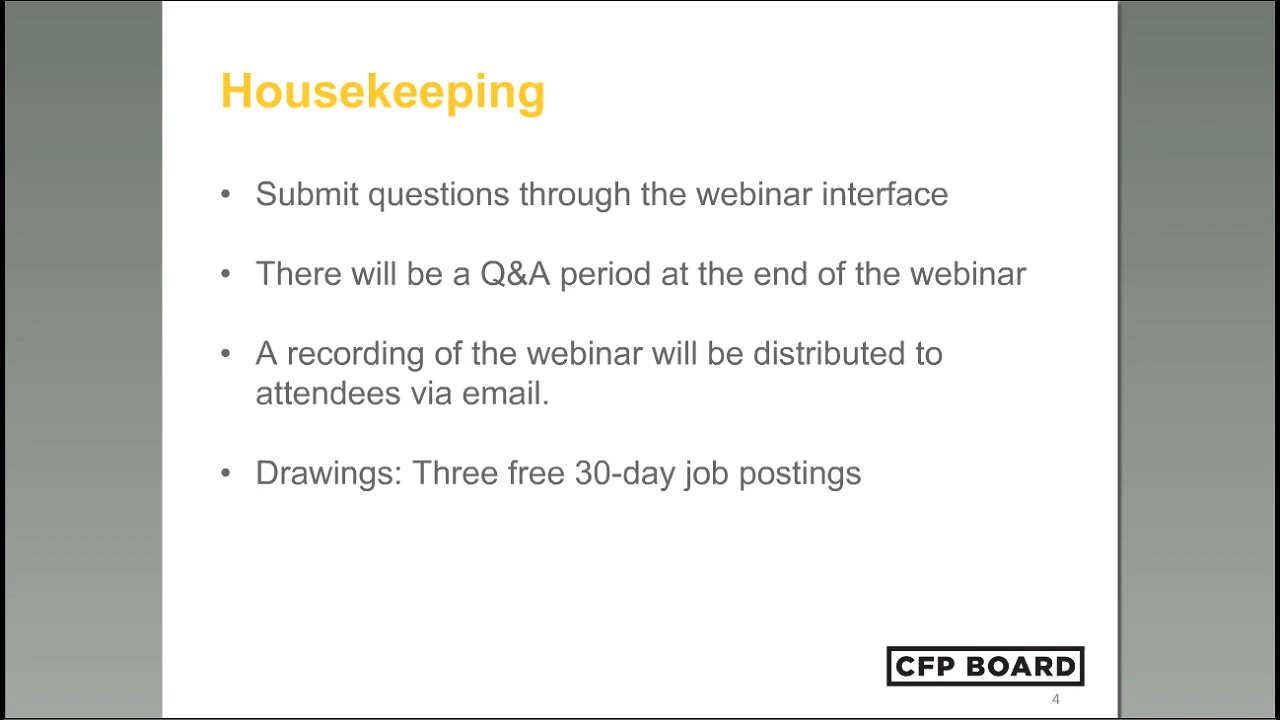 Housekeeping
• Submit questions through the webinar interface
• There will be a Q&A period at the end of the webinar
• A recording of the webinar will be distributed to
attendees via email.
• Drawings: Three free 30-day job postings
CFP BOARD
4